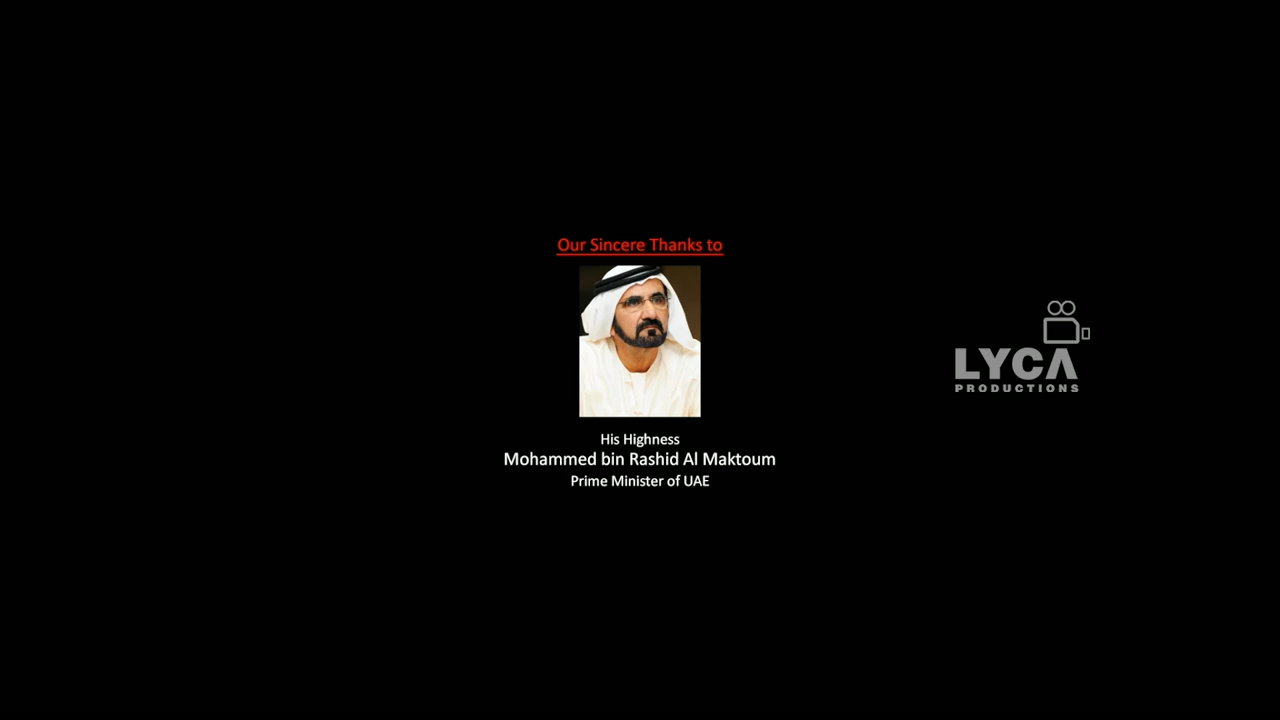 Our Sincere Thanks to
His Highness
Mohammed bin Rashid Al Maktoum
Prime Minister of UAE
LYCA
PRODUCTIONS